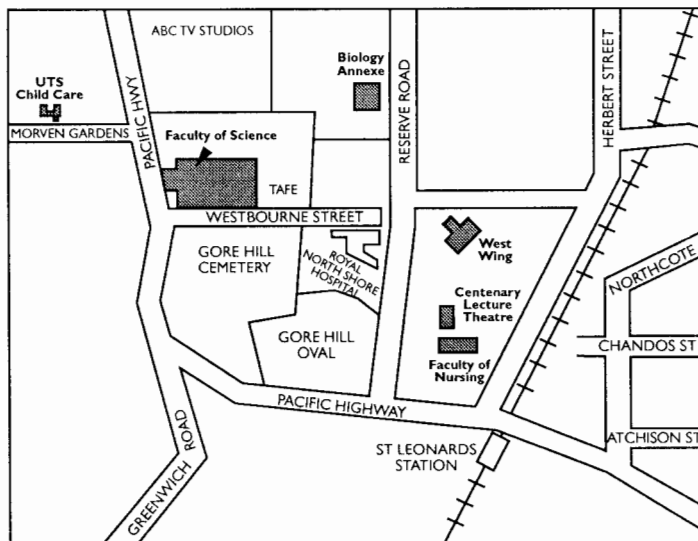 ABC TV STUDIOS
UTS
Child Care
MORVEN GARDENS
PACIFIC HWY
Biology
Annexe
RESERVE ROAD
HERBERT STREET
Faculty of Science
TAFE
WESTBOURNE STREET
GORE HILL
CEMETERY
ROYAL
NORTH SHORE
HOSPITAL
West
Wing
Centenary
Lecture
Theatre
Faculty of
Nursing
GORE HILL
OVAL
NORTHCOTE
CHANDOS ST
PACIFIC HIGHWAY
ATCHISON ST
ST LEONARDS
STATION
GREENWICH ROAD